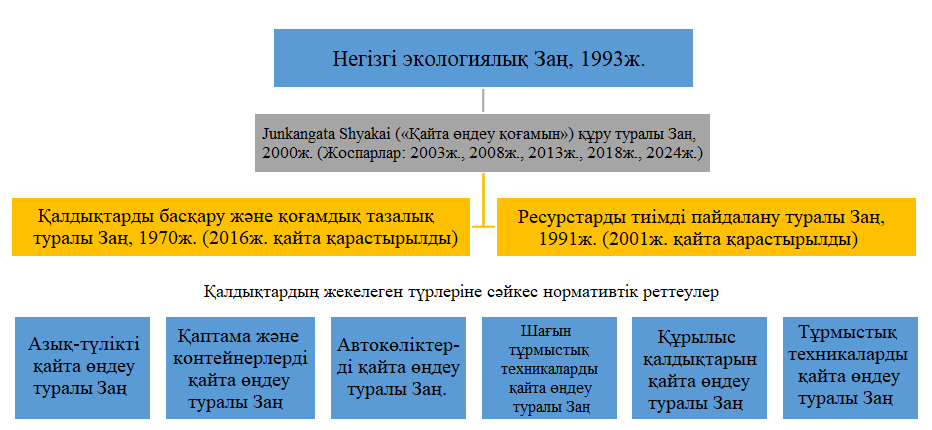 Негізгі экологиялық Заң, 1993ж.
Junkangata Shyakai («Қайта өңдеу қоғамын») құру туралы Заң,
2000ж. (Жоспарлар: 2003ж., 2008ж., 2013ж., 2018ж., 2024ж.)
Қалдықтарды басқару және қоғамдық тазалық
туралы Заң, 1970ж. (2016ж. қайта қарастырылды)
Ресурстарды тиімді пайдалану туралы Заң,
1991ж. (2001ж. қайта қарастырылды)
Қалдықтардың жекелеген түрлеріне сәйкес нормативтік реттеулер
Азық-түлікті
қайта өңдеу
туралы Заң
Қаптама және
контейнерлерді
қайта өңдеу
туралы Заң
Автокөліктер-
ді қайта өңдеу
туралы Заң.
Шағын
тұрмыстық
техникаларды
қайта өңдеу
туралы Заң
Құрылыс
қалдықтарын
қайта өңдеу
туралы Заң
Тұрмыстық
техникаларды
қайта өңдеу
туралы Заң